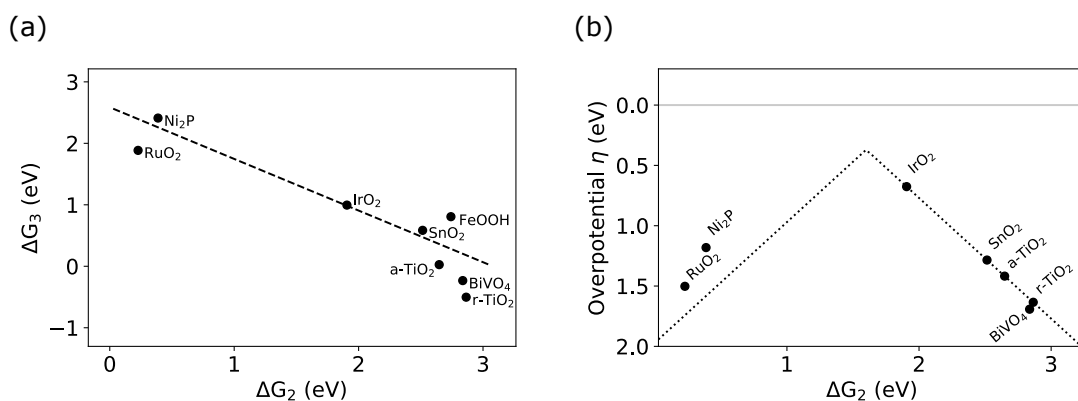 (a)
ΔG₃ (eV)
3
2
1
0
−1
Ni₂P
RuO₂
IrO₂
FeOOH
SnO₂
a-TiO₂
BiVO₄
r-TiO₂
0
1
2
3
ΔG₂ (eV)
(b)
Overpotential η (eV)
0.0
0.5
1.0
1.5
2.0
IrO₂
Ni₂P
RuO₂
SnO₂
a-TiO₂
r-TiO₂
BiVO₄
1
2
3
ΔG₂ (eV)